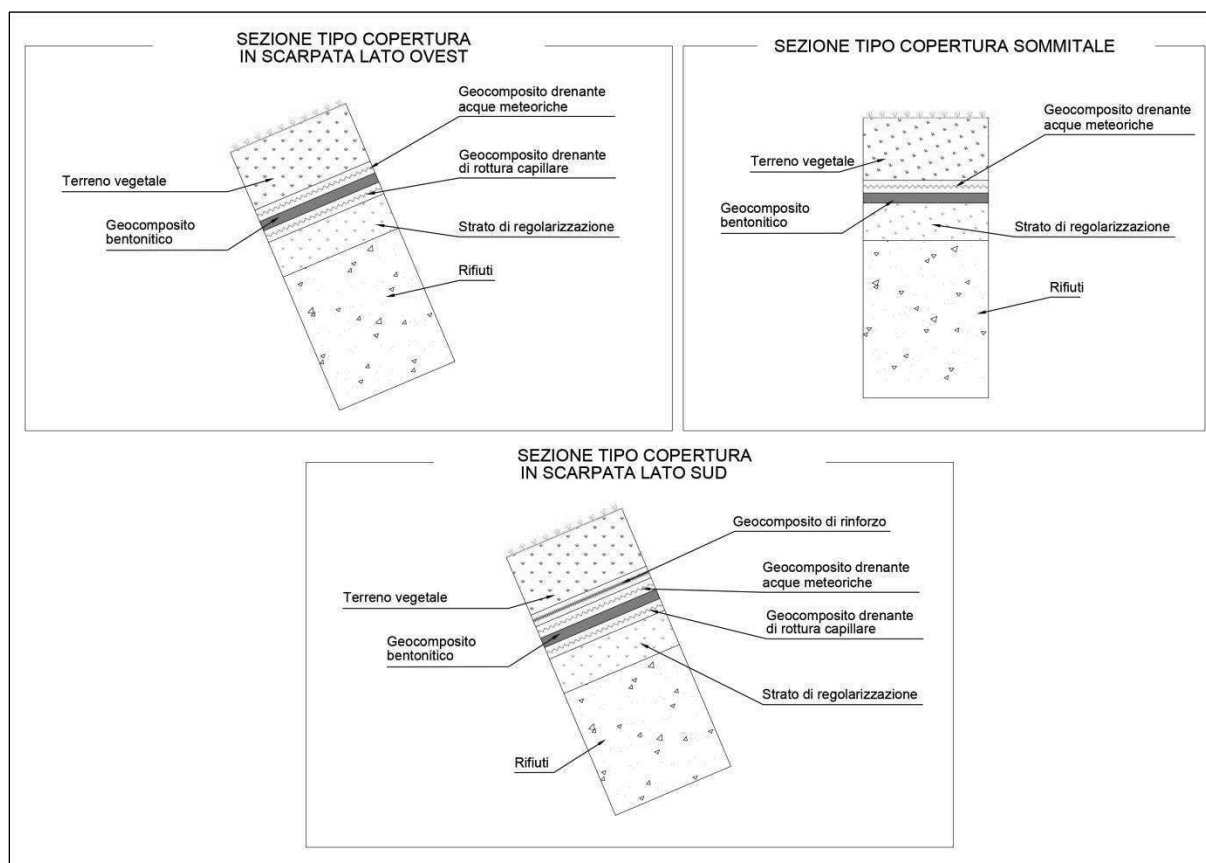 SEZIONE TIPO COPERTURA
IN SCARPATA LATO OVEST
Geocomposito drenante
acque meteoriche
Geocomposito drenante
di rottura capillare
Terreno vegetale
Geocomposito
bentonitico
Strato di regolarizzazione
Rifiuti
SEZIONE TIPO COPERTURA SOMMITALE
Geocomposito drenante
acque meteoriche
Terreno vegetale
Geocomposito
bentonitico
Strato di regolarizzazione
Rifiuti
SEZIONE TIPO COPERTURA
IN SCARPATA LATO SUD
Geocomposito di rinforzo
Geocomposito drenante
acque meteoriche
Terreno vegetale
Geocomposito drenante
di rottura capillare
Geocomposito
bentonitico
Strato di regolarizzazione
Rifiuti